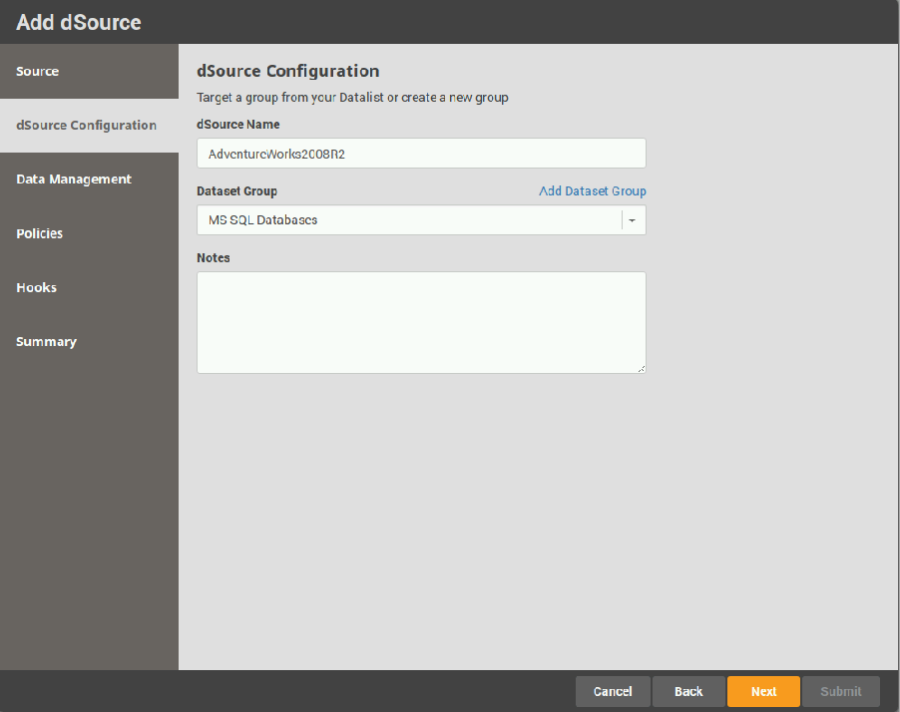 Add dSource
Source
dSource Configuration
Data Management
Policies
Hooks
Summary
dSource Configuration
Target a group from your Datalist or create a new group
dSource Name
AdventureWorks2008R2
Dataset Group
Add Dataset Group
MS SQL Databases
Notes
Cancel
Back
Next
Submit